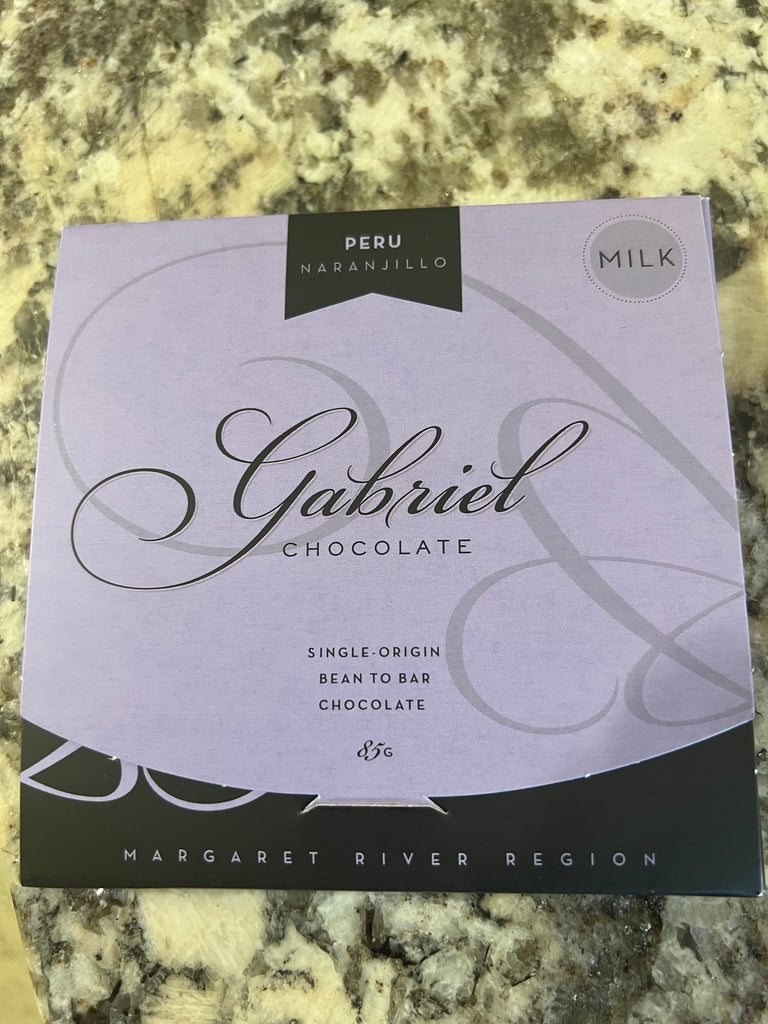 PERU
NARANJILLO
MILK
Gabriel
CHOCOLATE
SINGLE-ORIGIN
BEAN TO BAR
CHOCOLATE
85G
MARGARET RIVER REGION